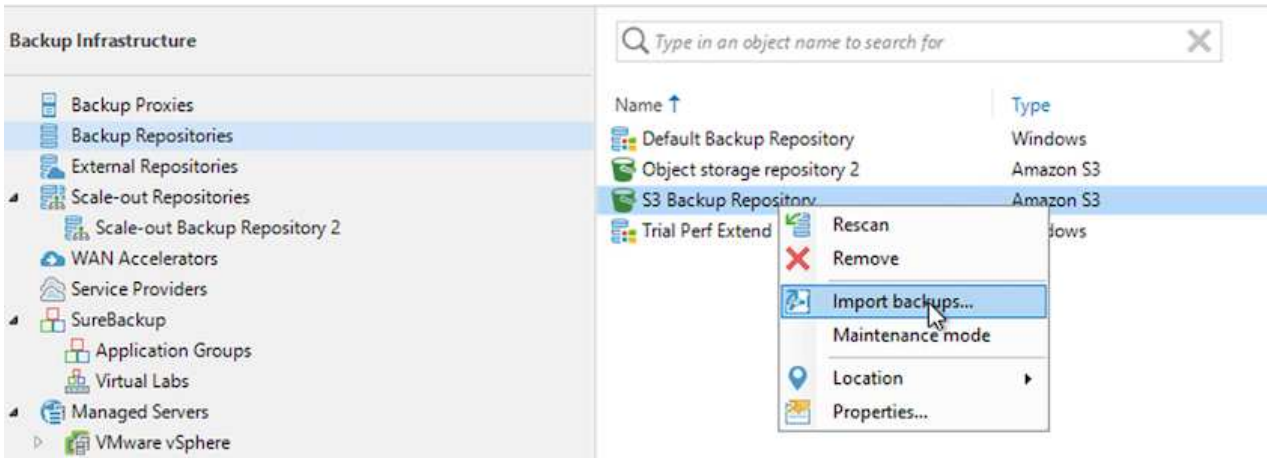 Backup Infrastructure
Backup Proxies
Backup Repositories
External Repositories
Scale-out Repositories
Scale-out Backup Repository 2
WAN Accelerators
Service Providers
SureBackup
Application Groups
Virtual Labs
Managed Servers
VMware vSphere
Type in an object name to search for
Name Type
Default Backup Repository Windows
Object storage repository 2 Amazon S3
S3 Backup Repository Amazon S3
Trial Perf Extend dows
Rescan
Remove
Import backups...
Maintenance mode
Location
Properties...